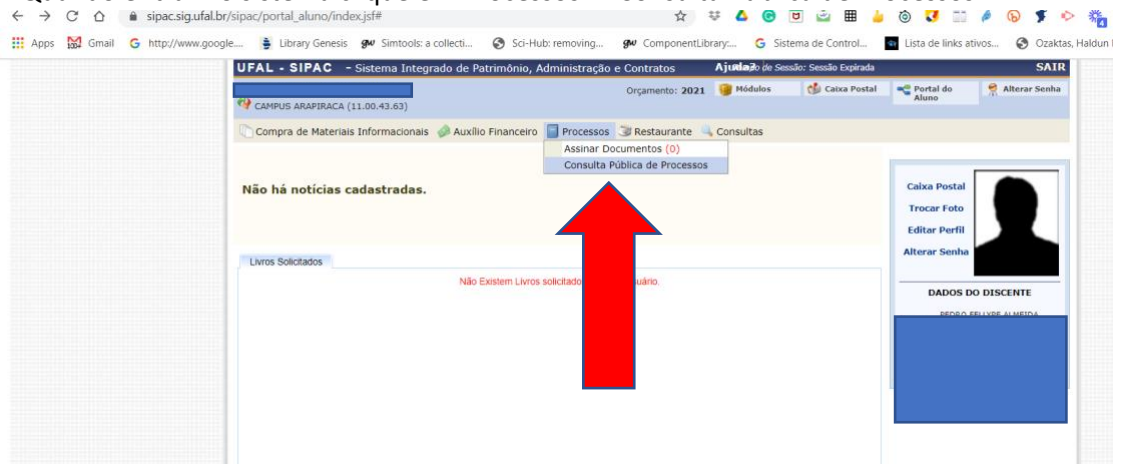 sipac.sig.ufal.br/sipac/portal_aluno/index.jsf#
Apps Gmail http://www.google.... Library Genesis Simtools: a collecti... Sci-Hub: removing... ComponentLibrary:... Sistema de Control... Lista de links ativos... Ozaktas, Haldun
UFAL - SIPAC - Sistema Integrado de Patrimônio, Administração e Contratos Ajuda? de Sessão: Sessão Expirada SAIR
CAMPUS ARAPIRACA (11.00.43.63) Orçamento: 2021 Módulos Caixa Postal Portal do Aluno Alterar Senha
Compra de Materiais Informacionais Auxílio Financeiro Processos Restaurante Consultas
Assinar Documentos (0)
Consulta Pública de Processos
Não há notícias cadastradas.
Caixa Postal
Trocar Foto
Editar Perfil
Alterar Senha
Livros Solicitados
Não Existem Livros
DADOS DO DISCENTE